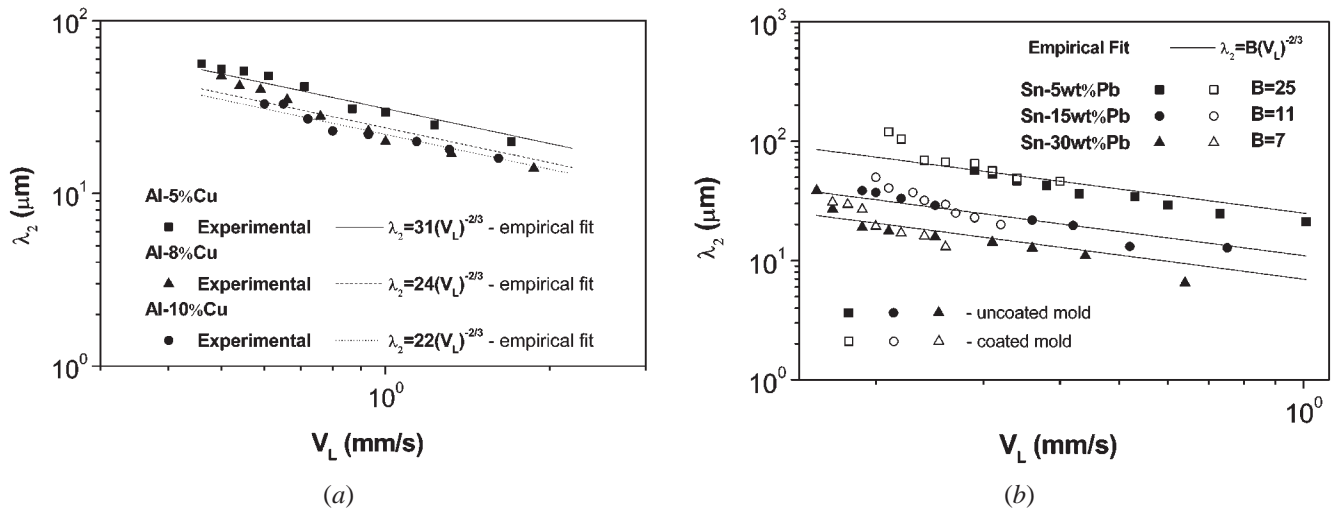 10²
10¹
10⁰
λ₂ (μm)
Al-5%Cu
Experimental λ₂=31(V_L)^-2/3 - empirical fit
Al-8%Cu
Experimental λ₂=24(V_L)^-2/3 - empirical fit
Al-10%Cu
Experimental λ₂=22(V_L)^-2/3 - empirical fit
10⁰
V_L (mm/s)
(a)
10³
10²
10¹
10⁰
λ₂ (μm)
Empirical Fit λ₂=B(V_L)^-2/3
Sn-5wt%Pb B=25
Sn-15wt%Pb B=11
Sn-30wt%Pb B=7
- uncoated mold
- coated mold
10⁰
V_L (mm/s)
(b)